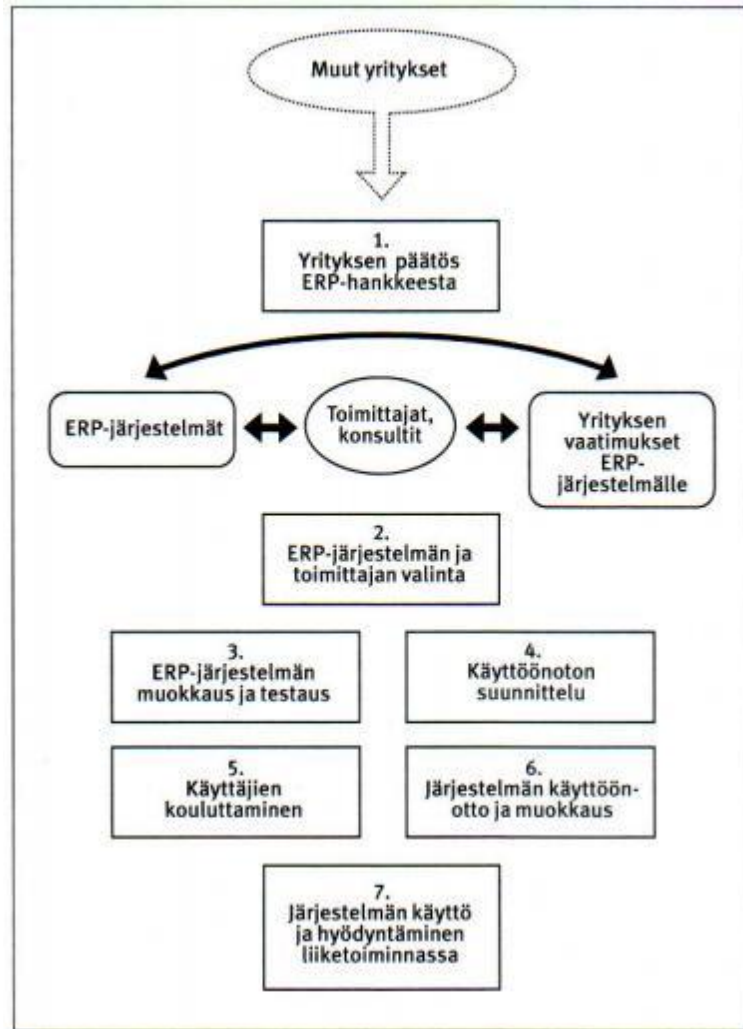 Muut yritykset
1.
Yrityksen päätös
ERP-hankkeesta
ERP-järjestelmät
Toimittajat,
konsultit
Yrityksen
vaatimukset
ERP-
järjestelmälle
2.
ERP-järjestelmän ja
toimittajan valinta
3.
ERP-järjestelmän
muokkaus ja testaus
4.
Käyttöönoton
suunnittelu
5.
Käyttäjien
kouluttaminen
6.
Järjestelmän käyttöön-
otto ja muokkaus
7.
Järjestelmän käyttö
ja hyödyntäminen
liiketoiminnassa